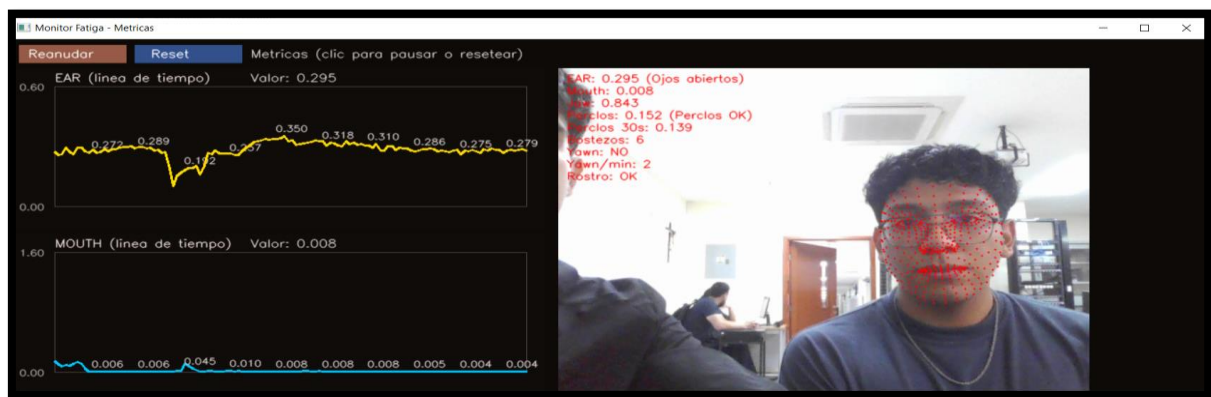 Monitor Fatiga - Metricas
Reanudar Reset Metricas (clic para pausar o resetear)
EAR (linea de tiempo) Valor: 0.295
0.60
0.272 0.289 0.192 0.350 0.318 0.310 0.286 0.275 0.279
0.00
MOUTH (linea de tiempo) Valor: 0.008
1.60
0.006 0.006 0.045 0.010 0.008 0.008 0.008 0.005 0.004 0.004
0.00
EAR: 0.295 (Ojos abiertos)
Mouth: 0.008
0.843
Perclos: 0.152 (Perclos OK)
Perclos 30s: 0.139
Bostezos: 6
Yawn: NO
Yawn/min: 2
Rostro: OK